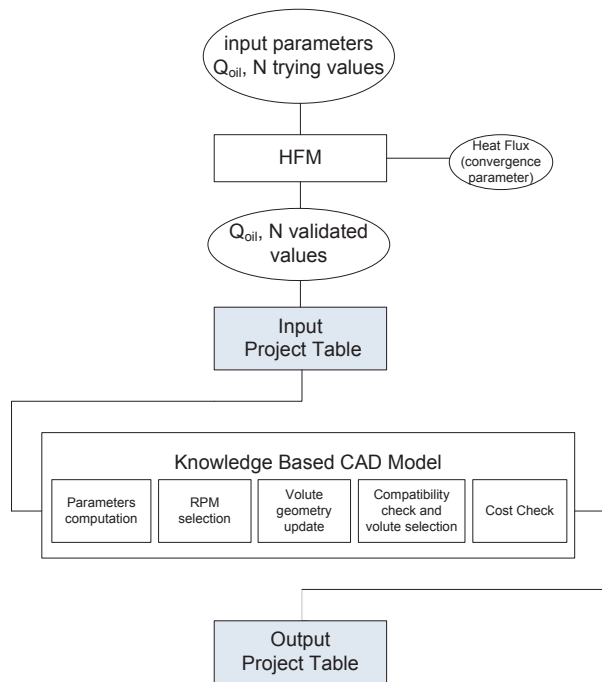 input parameters
Qoil, N trying values
HFM
Heat Flux
(convergence
parameter)
Qoil, N validated
values
Input
Project Table
Knowledge Based CAD Model
Parameters
computation
RPM
selection
Volute
geometry
update
Compatibility
check and
volute selection
Cost Check
Output
Project Table